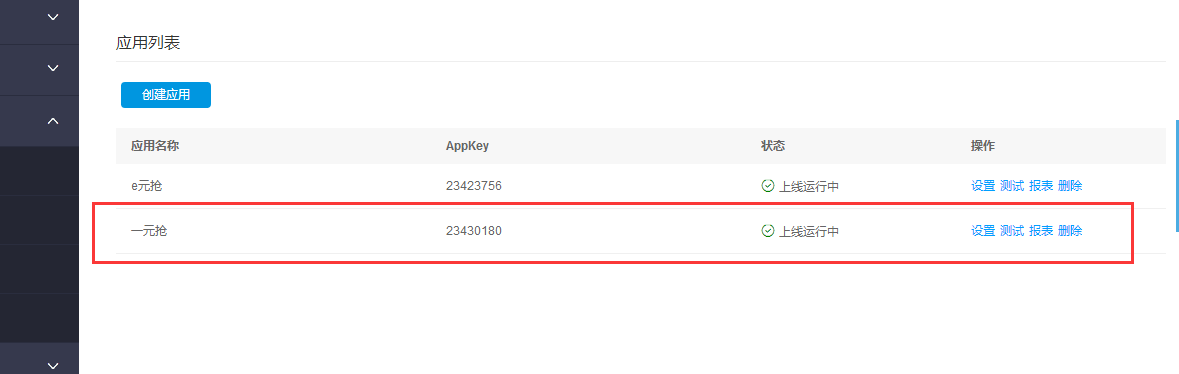 应用列表
创建应用
应用名称 AppKey 状态 操作
e元抢 23423756 上线运行中 设置 测试 报表 删除
一元抢 23430180 上线运行中 设置 测试 报表 删除